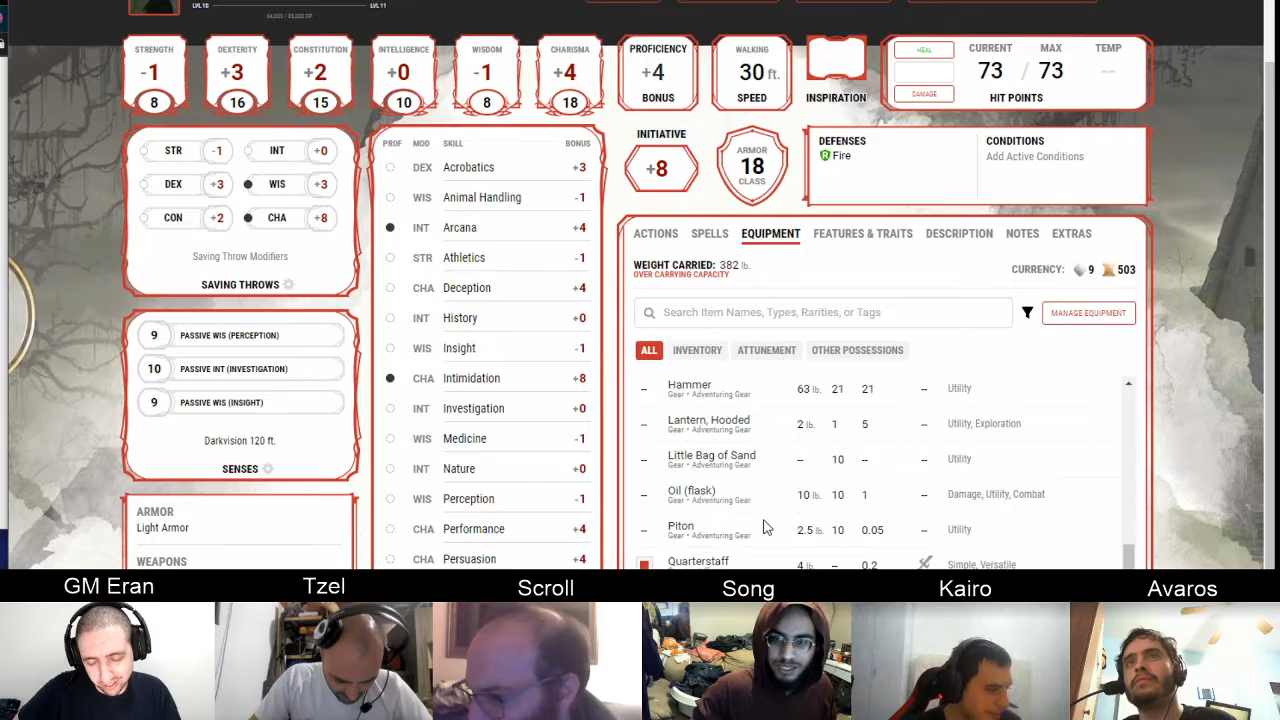 LVL 10 LVL 11
STRENGTH DEXTERITY CONSTITUTION INTELLIGENCE WISDOM CHARISMA PROFICIENCY WALKING
-1 +3 +2 +0 -1 +4 +4 30 ft.
8 16 15 10 8 18 BONUS SPEED INSPIRATION
HEAL CURRENT MAX TEMP
73 / 73 --
DAMAGE HIT POINTS
STR -1 INT +0
DEX +3 WIS +3
CON +2 CHA +8
Saving Throw Modifiers
SAVING THROWS
9 PASSIVE WIS (PERCEPTION)
10 PASSIVE INT (INVESTIGATION)
9 PASSIVE WIS (INSIGHT)
Darkvision 120 ft.
SENSES
ARMOR
Light Armor
WEAPONS
PROF MOD SKILL BONUS
DEX Acrobatics +3
WIS Animal Handling -1
INT Arcana +4
STR Athletics -1
CHA Deception +4
INT History +0
WIS Insight -1
CHA Intimidation +8
INT Investigation +0
WIS Medicine -1
INT Nature +0
WIS Perception -1
CHA Performance +4
CHA Persuasion +4
INITIATIVE
+8
ARMOR
18
CLASS
DEFENSES
R Fire
CONDITIONS
Add Active Conditions
ACTIONS SPELLS EQUIPMENT FEATURES & TRAITS DESCRIPTION NOTES EXTRAS
WEIGHT CARRIED: 382 lb.
OVER CARRYING CAPACITY
CURRENCY: 9 503
Search Item Names, Types, Rarities, or Tags
MANAGE EQUIPMENT
ALL INVENTORY ATTUNEMENT OTHER POSSESSIONS
-- Hammer 63 lb. 21 21 -- Utility
Gear • Adventuring Gear
-- Lantern, Hooded 2 lb. 1 5 -- Utility, Exploration
Gear • Adventuring Gear
-- Little Bag of Sand -- 10 -- -- Utility
Gear • Adventuring Gear
-- Oil (flask) 10 lb. 10 1 -- Damage, Utility, Combat
Gear • Adventuring Gear
-- Piton 2.5 lb. 10 0.05 -- Utility
Gear • Adventuring Gear
Quarterstaff 4 lb. -- 0.2 Simple, Versatile
GM Eran Tzel Scroll Song Kairo Avaros